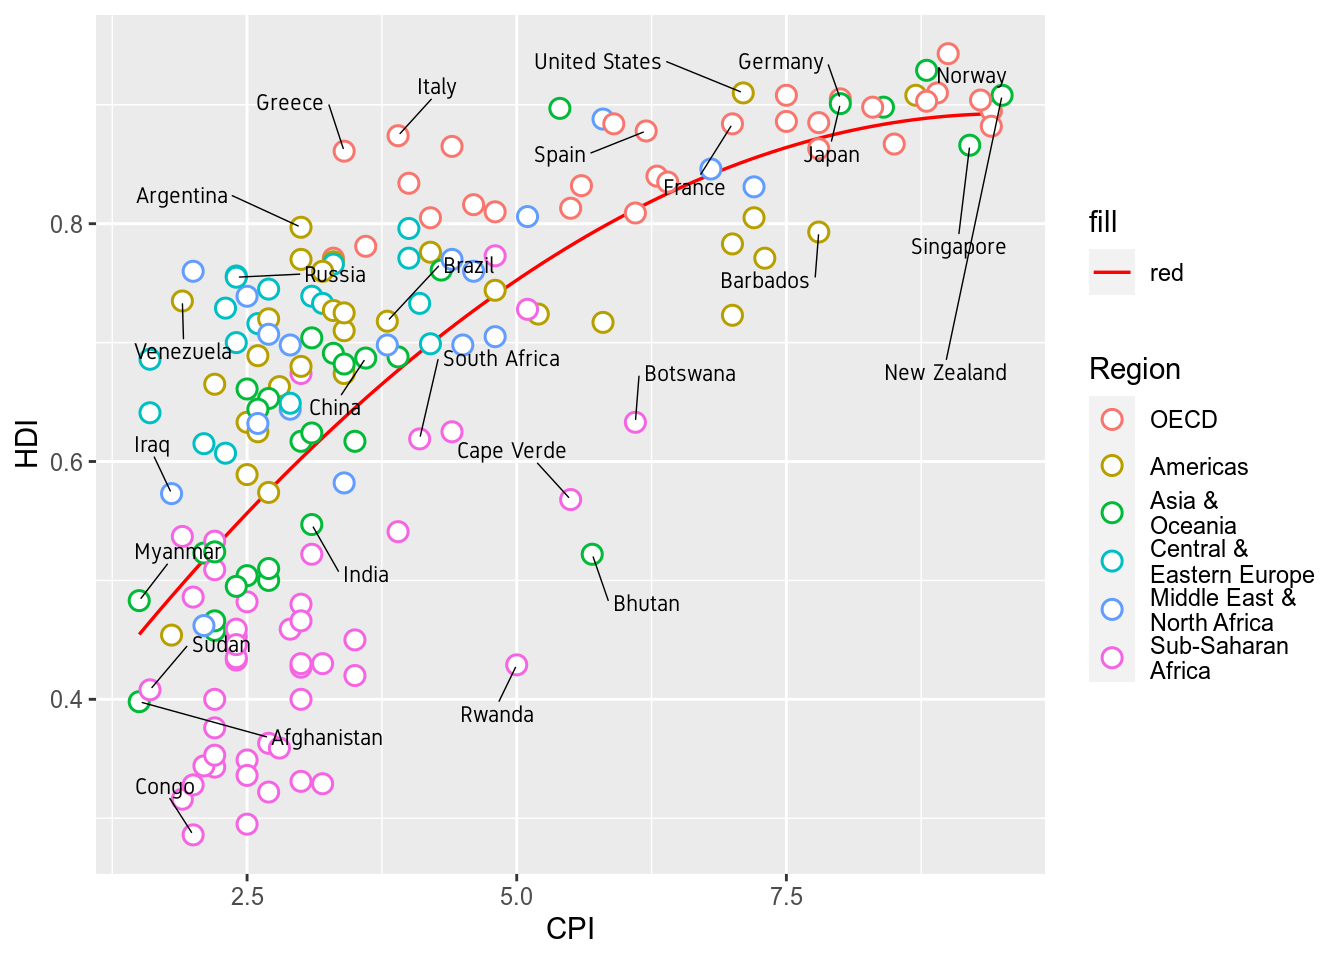 United States
Germany
Norway
Italy
Greece
Spain
Japan
France
Argentina
Singapore
Russia
Brazil
Barbados
Venezuela
South Africa
New Zealand
Botswana
China
Iraq
Cape Verde
Myanmar
India
Bhutan
Sudan
Rwanda
Afghanistan
Congo
0.8
0.6
0.4
HDI
2.5
5.0
7.5
CPI
fill
red
Region
OECD
Americas
Asia &
Oceania
Central &
Eastern Europe
Middle East &
North Africa
Sub-Saharan
Africa